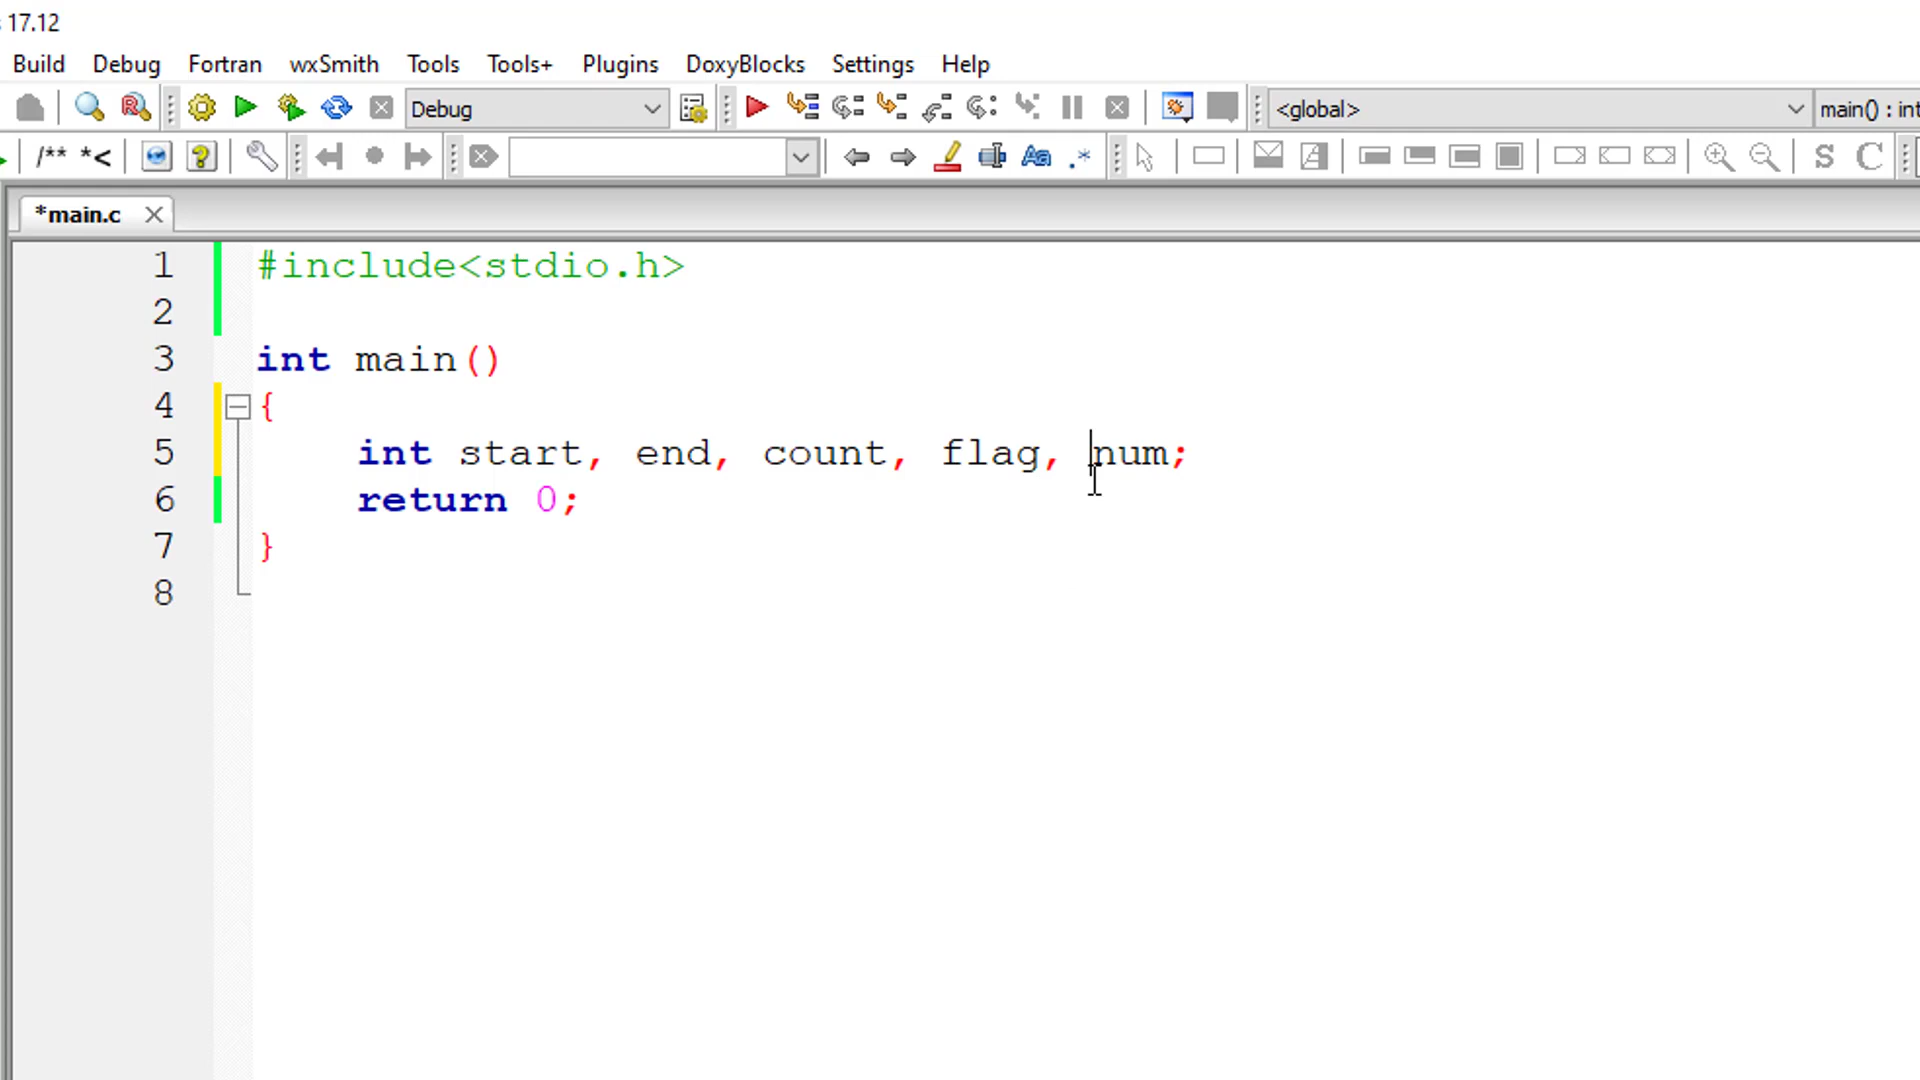 17.12
Build Debug Fortran wxSmith Tools Tools+ Plugins DoxyBlocks Settings Help
Debug <global> main() : int
/** *< Aa .* S C
*main.c
1 #include<stdio.h>
2
3 int main()
4 {
5 int start, end, count, flag, num;
6 return 0;
7 }
8